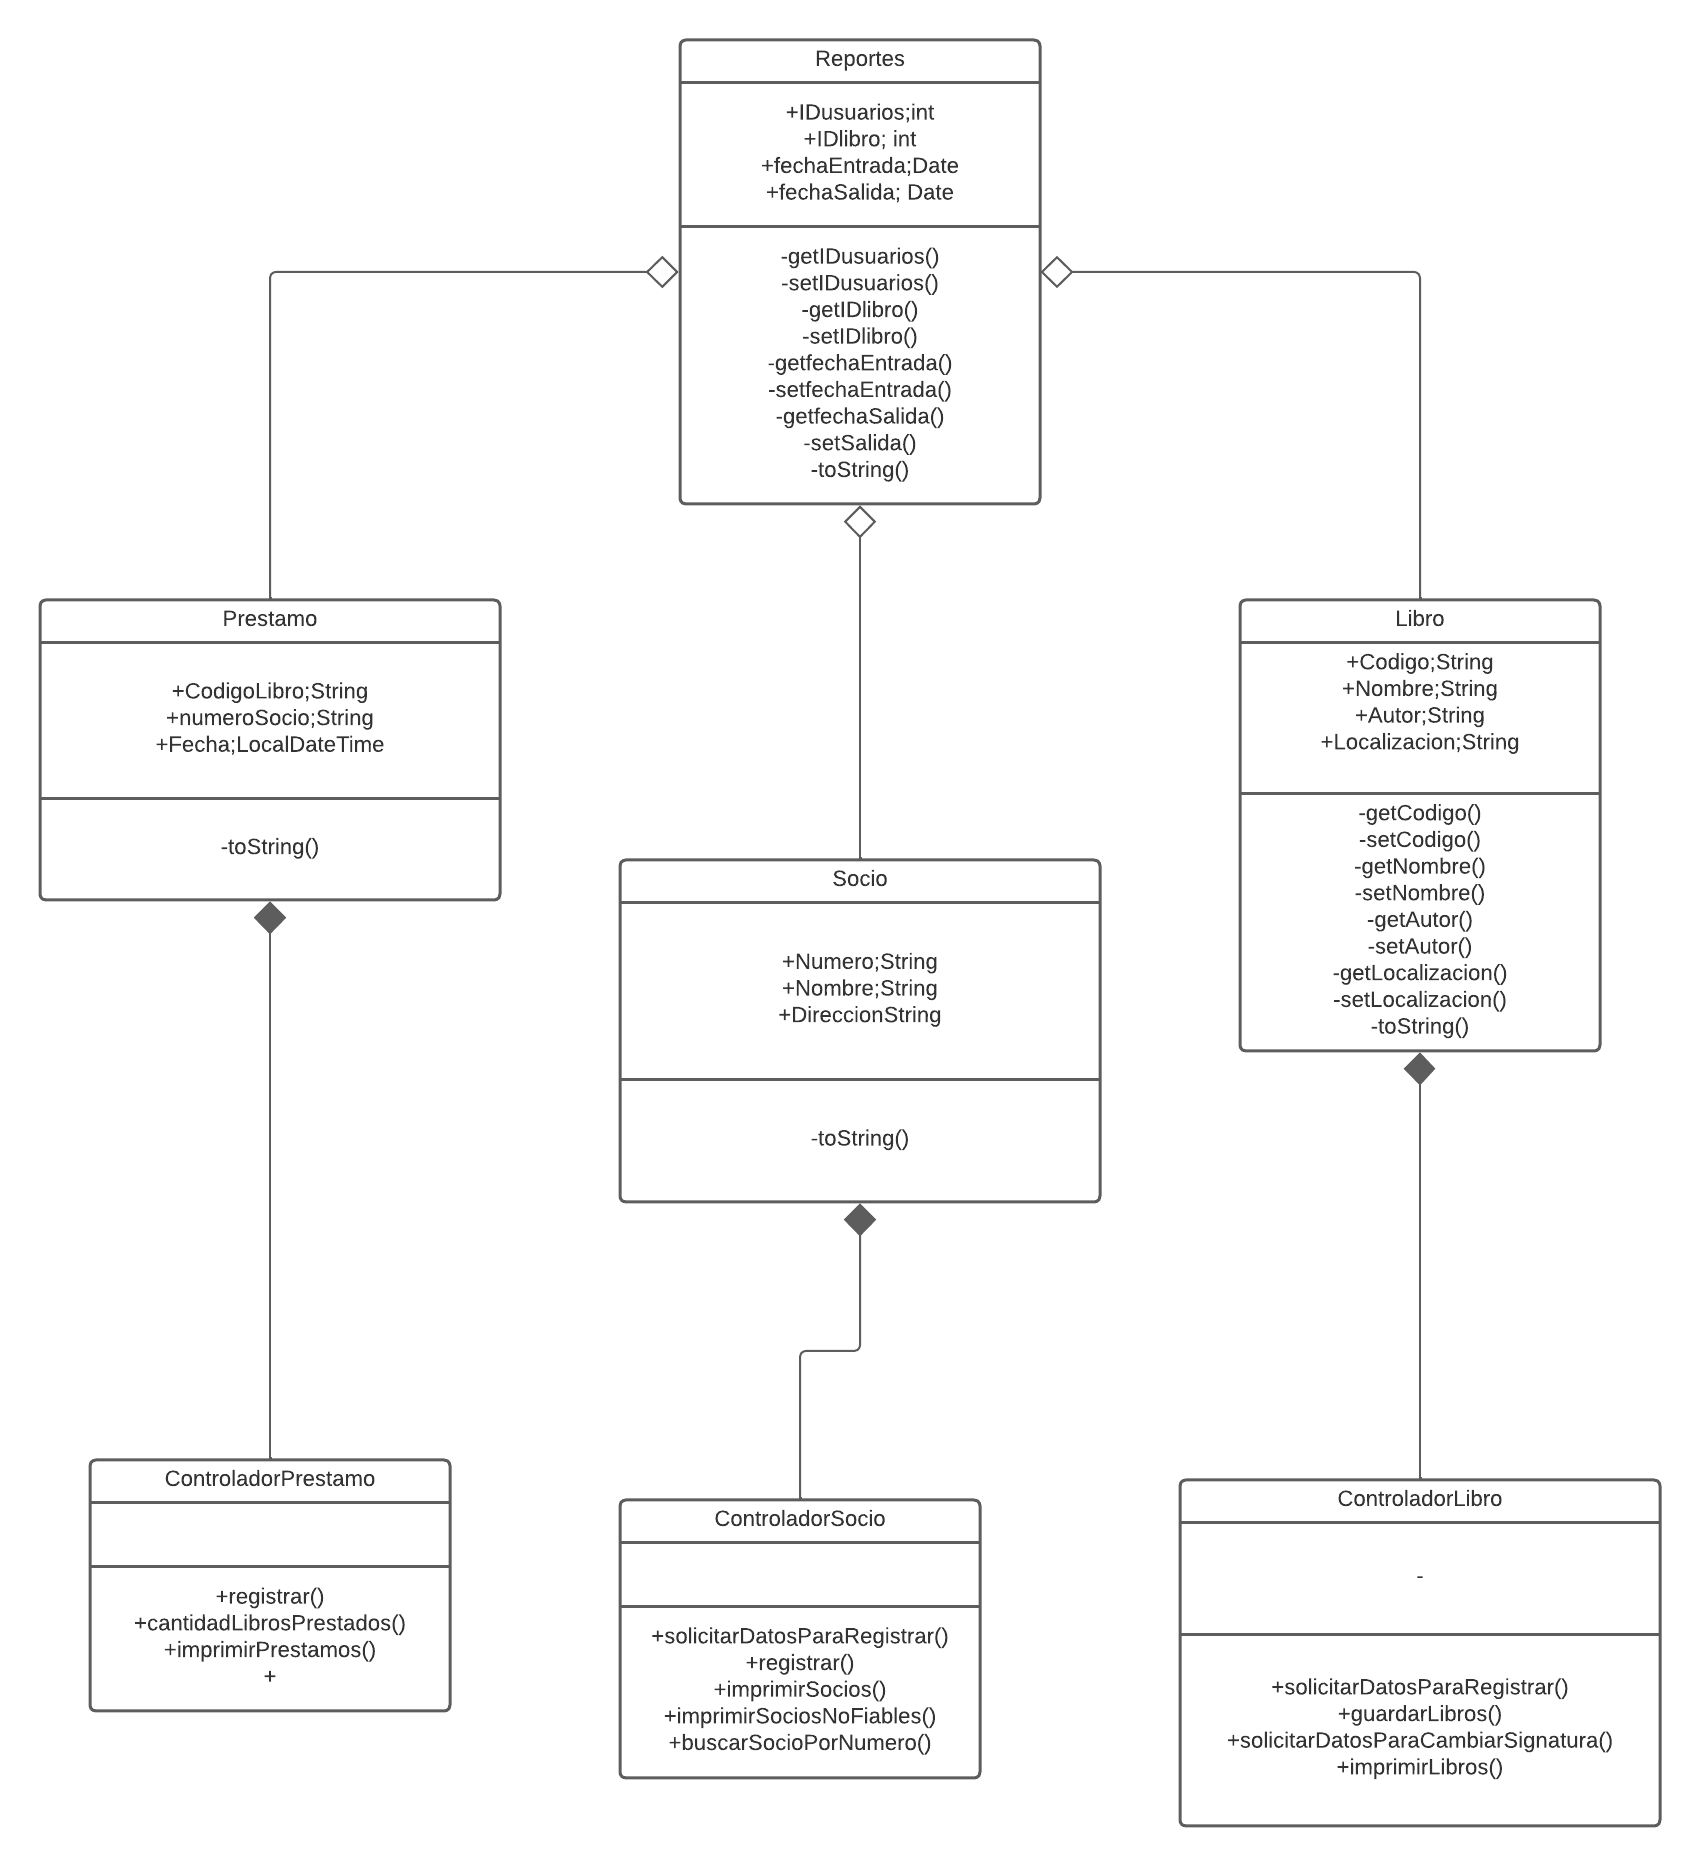 Reportes
+IDusuarios;int
+IDlibro; int
+fechaEntrada;Date
+fechaSalida; Date
-getIDusuarios()
-setIDusuarios()
-getIDlibro()
-setIDlibro()
-getfechaEntrada()
-setfechaEntrada()
-getfechaSalida()
-setSalida()
-toString()
Prestamo
+CodigoLibro;String
+numeroSocio;String
+Fecha;LocalDateTime
-toString()
Socio
+Numero;String
+Nombre;String
+DireccionString
-toString()
Libro
+Codigo;String
+Nombre;String
+Autor;String
+Localizacion;String
-getCodigo()
-setCodigo()
-getNombre()
-setNombre()
-getAutor()
-setAutor()
-getLocalizacion()
-setLocalizacion()
-toString()
ControladorPrestamo
+registrar()
+cantidadLibrosPrestados()
+imprimirPrestamos()
+
ControladorSocio
+solicitarDatosParaRegistrar()
+registrar()
+imprimirSocios()
+imprimirSociosNoFiables()
+buscarSocioPorNumero()
ControladorLibro
-
+solicitarDatosParaRegistrar()
+guardarLibros()
+solicitarDatosParaCambiarSignatura()
+imprimirLibros()